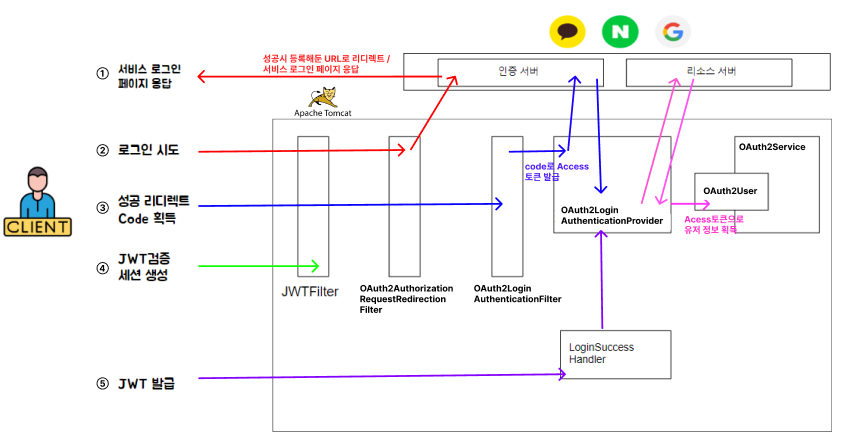 N
G
성공시 등록해둔 URL로 리디렉트 /
서비스 로그인 페이지 응답
인증 서버
리소스 서버
① 서비스 로그인
페이지 응답
Apache Tomcat
② 로그인 시도
OAuth2Service
code로 Access
토큰 발급
OAuth2User
③ 성공 리디렉트
Code 획득
OAuth2Login
AuthenticationProvider
Acess토큰으로
유저 정보 획득
CLIENT
④ JWT검증
세션 생성
JWTFilter
OAuth2Authorization
RequestRedirection
Filter
OAuth2Login
AuthenticationFilter
LoginSuccess
Handler
⑤ JWT 발급